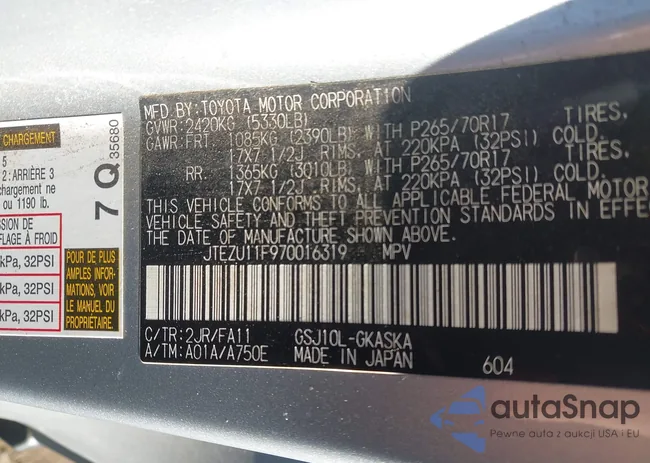 5
2 : ARRIÈRE 3
chargement ne
ou 1190 lb.
SSION DE
FLAGE À FROID
kPa, 32PSI
kPa, 32PSI
kPa, 32PSI
POUR DE PLUS
AMPLES
INFORMATIONS, VOIR
LE MANUEL
DU
PROPRIÉTAIRE.
7 Q 35680
MFD. BY: TOYOTA MOTOR CORPORATION
GVWR: 2420KG (5330LB)
GAWR: FRT 1085KG (2390LB) WITH P265/70R17 TIRES,
17X7 1/2J RIMS, AT 220KPA (32PSI) COLD.
RR. 1365KG (3010LB) WITH P265/70R17 TIRES,
17X7 1/2J RIMS, AT 220KPA (32PSI) COLD.
THIS VEHICLE CONFORMS TO ALL APPLICABLE FEDERAL MOTOR
VEHICLE SAFETY AND THEFT PREVENTION STANDARDS IN EFFE
THE DATE OF MANUFACTURE SHOWN ABOVE.
JTEZU11F970016319 MPV
C/TR: 2JR/FA11 GSJ10L-GKASKA
A/TM: A01A/A750E MADE IN JAPAN 604
autaSnap
Pewne auta z aukcji USA i EU